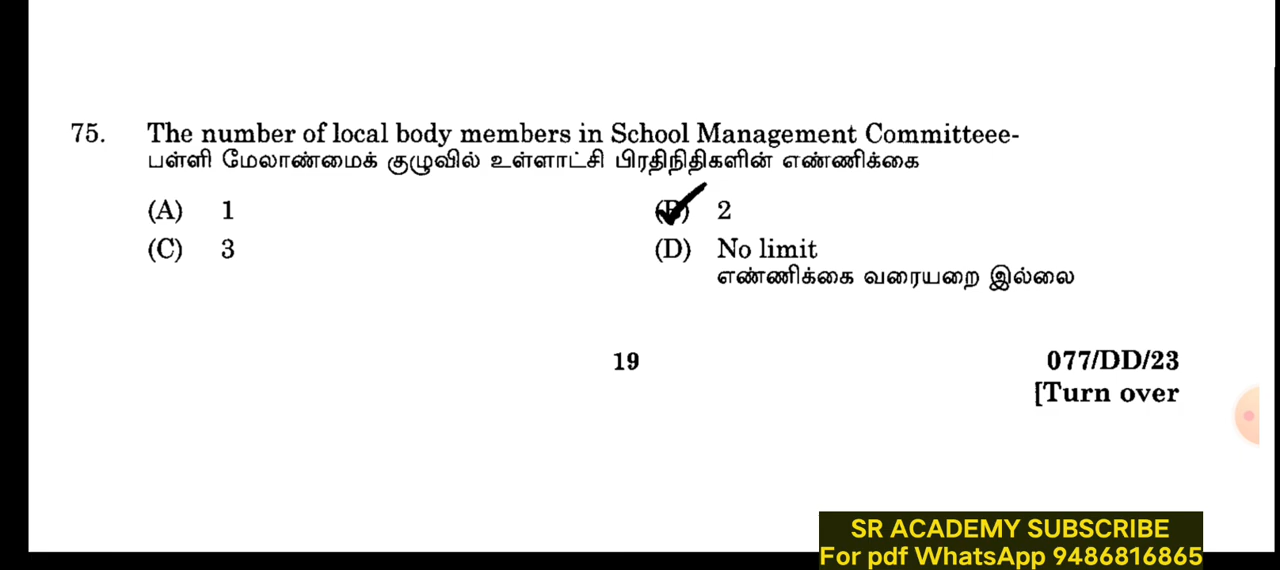 75. The number of local body members in School Management Committeee-
பள்ளி மேலாண்மைக் குழுவில் உள்ளாட்சி பிரதிநிதிகளின் எண்ணிக்கை
(A) 1 (B) 2
(C) 3 (D) No limit
எண்ணிக்கை வரையறை இல்லை
19 077/DD/23
[Turn over
SR ACADEMY SUBSCRIBE
For pdf WhatsApp 9486816865